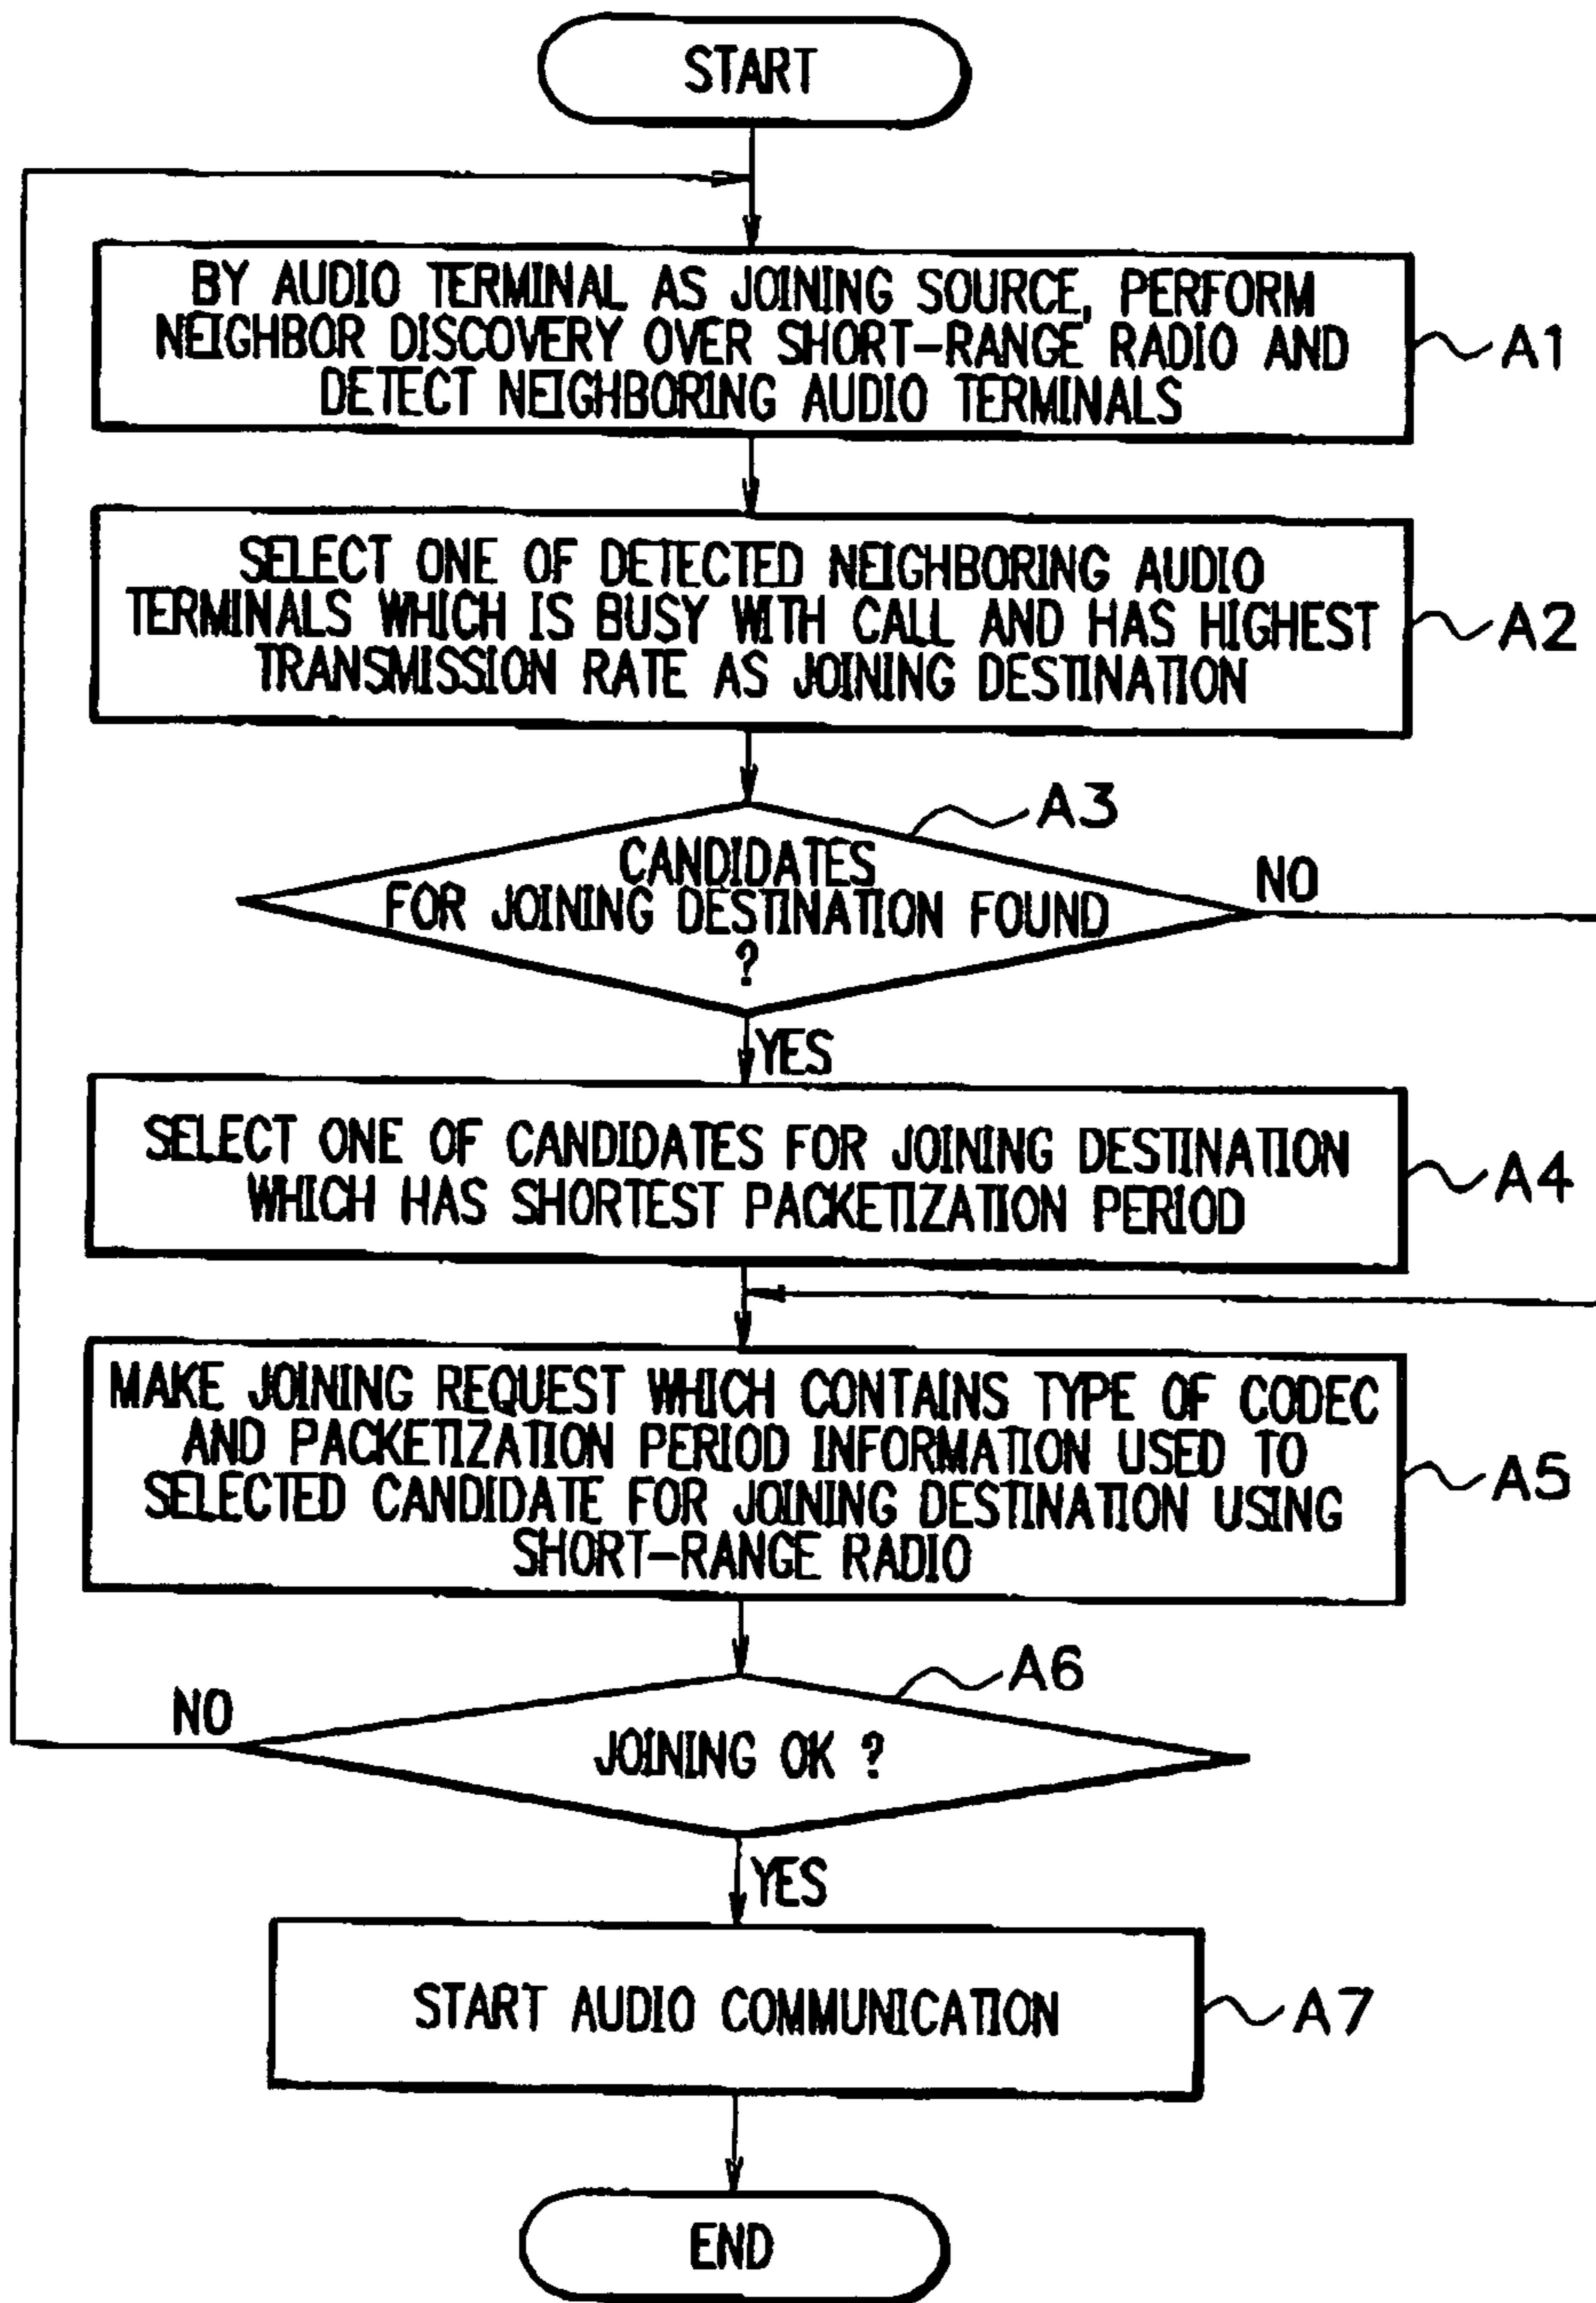 START
BY AUDIO TERMINAL AS JOINING SOURCE, PERFORM
NEIGHBOR DISCOVERY OVER SHORT-RANGE RADIO AND
DETECT NEIGHBORING AUDIO TERMINALS
A1
SELECT ONE OF DETECTED NEIGHBORING AUDIO
TERMINALS WHICH IS BUSY WITH CALL AND HAS HIGHEST
TRANSMISSION RATE AS JOINING DESTINATION
A2
A3
CANDIDATES
FOR JOINING DESTINATION FOUND
?
NO
YES
SELECT ONE OF CANDIDATES FOR JOINING DESTINATION
WHICH HAS SHORTEST PACKETIZATION PERIOD
A4
MAKE JOINING REQUEST WHICH CONTAINS TYPE OF CODEC
AND PACKETIZATION PERIOD INFORMATION USED TO
SELECTED CANDIDATE FOR JOINING DESTINATION USING
SHORT-RANGE RADIO
A5
A6
NO
JOINING OK ?
YES
START AUDIO COMMUNICATION
A7
END